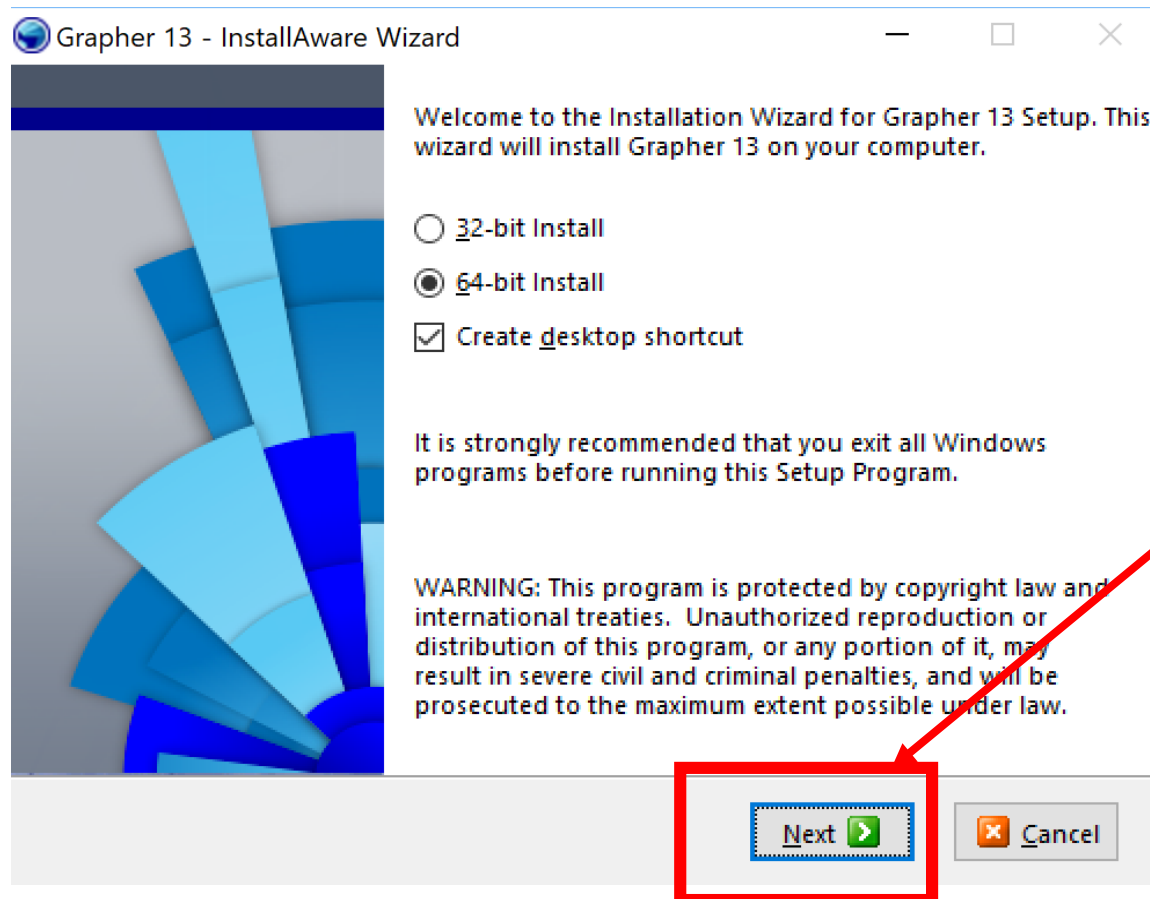 Grapher 13 - InstallAware Wizard
Welcome to the Installation Wizard for Grapher 13 Setup. This
wizard will install Grapher 13 on your computer.
32-bit Install
64-bit Install
Create desktop shortcut
It is strongly recommended that you exit all Windows
programs before running this Setup Program.
WARNING: This program is protected by copyright law and
international treaties.  Unauthorized reproduction or
distribution of this program, or any portion of it, may
result in severe civil and criminal penalties, and will be
prosecuted to the maximum extent possible under law.
Next
Cancel